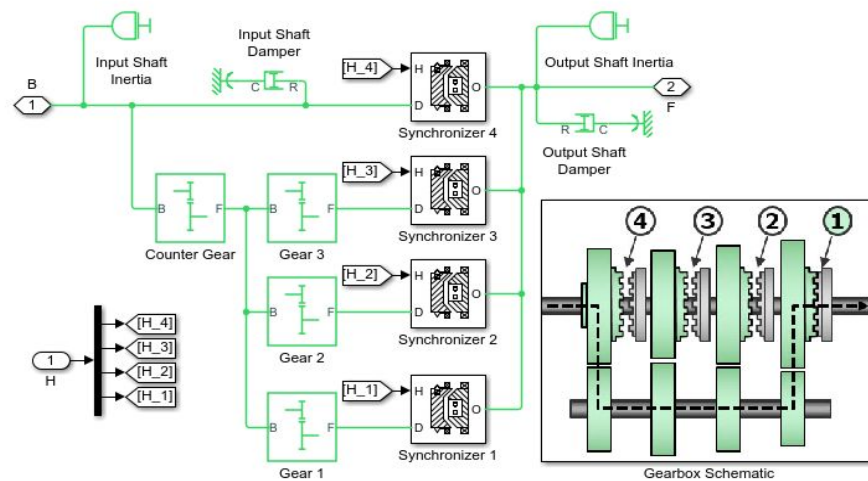 Input Shaft
Inertia
Input Shaft
Damper
C R
[H_4]
H
D
O
Synchronizer 4
Output Shaft Inertia
R C
Output Shaft
Damper
B
1
2
F
B F
Counter Gear
B F
Gear 3
[H_3]
H
D
O
Synchronizer 3
B F
Gear 2
[H_2]
H
D
O
Synchronizer 2
B F
Gear 1
[H_1]
H
D
O
Synchronizer 1
1
H
[H_4]
[H_3]
[H_2]
[H_1]
4 3 2 1
Gearbox Schematic